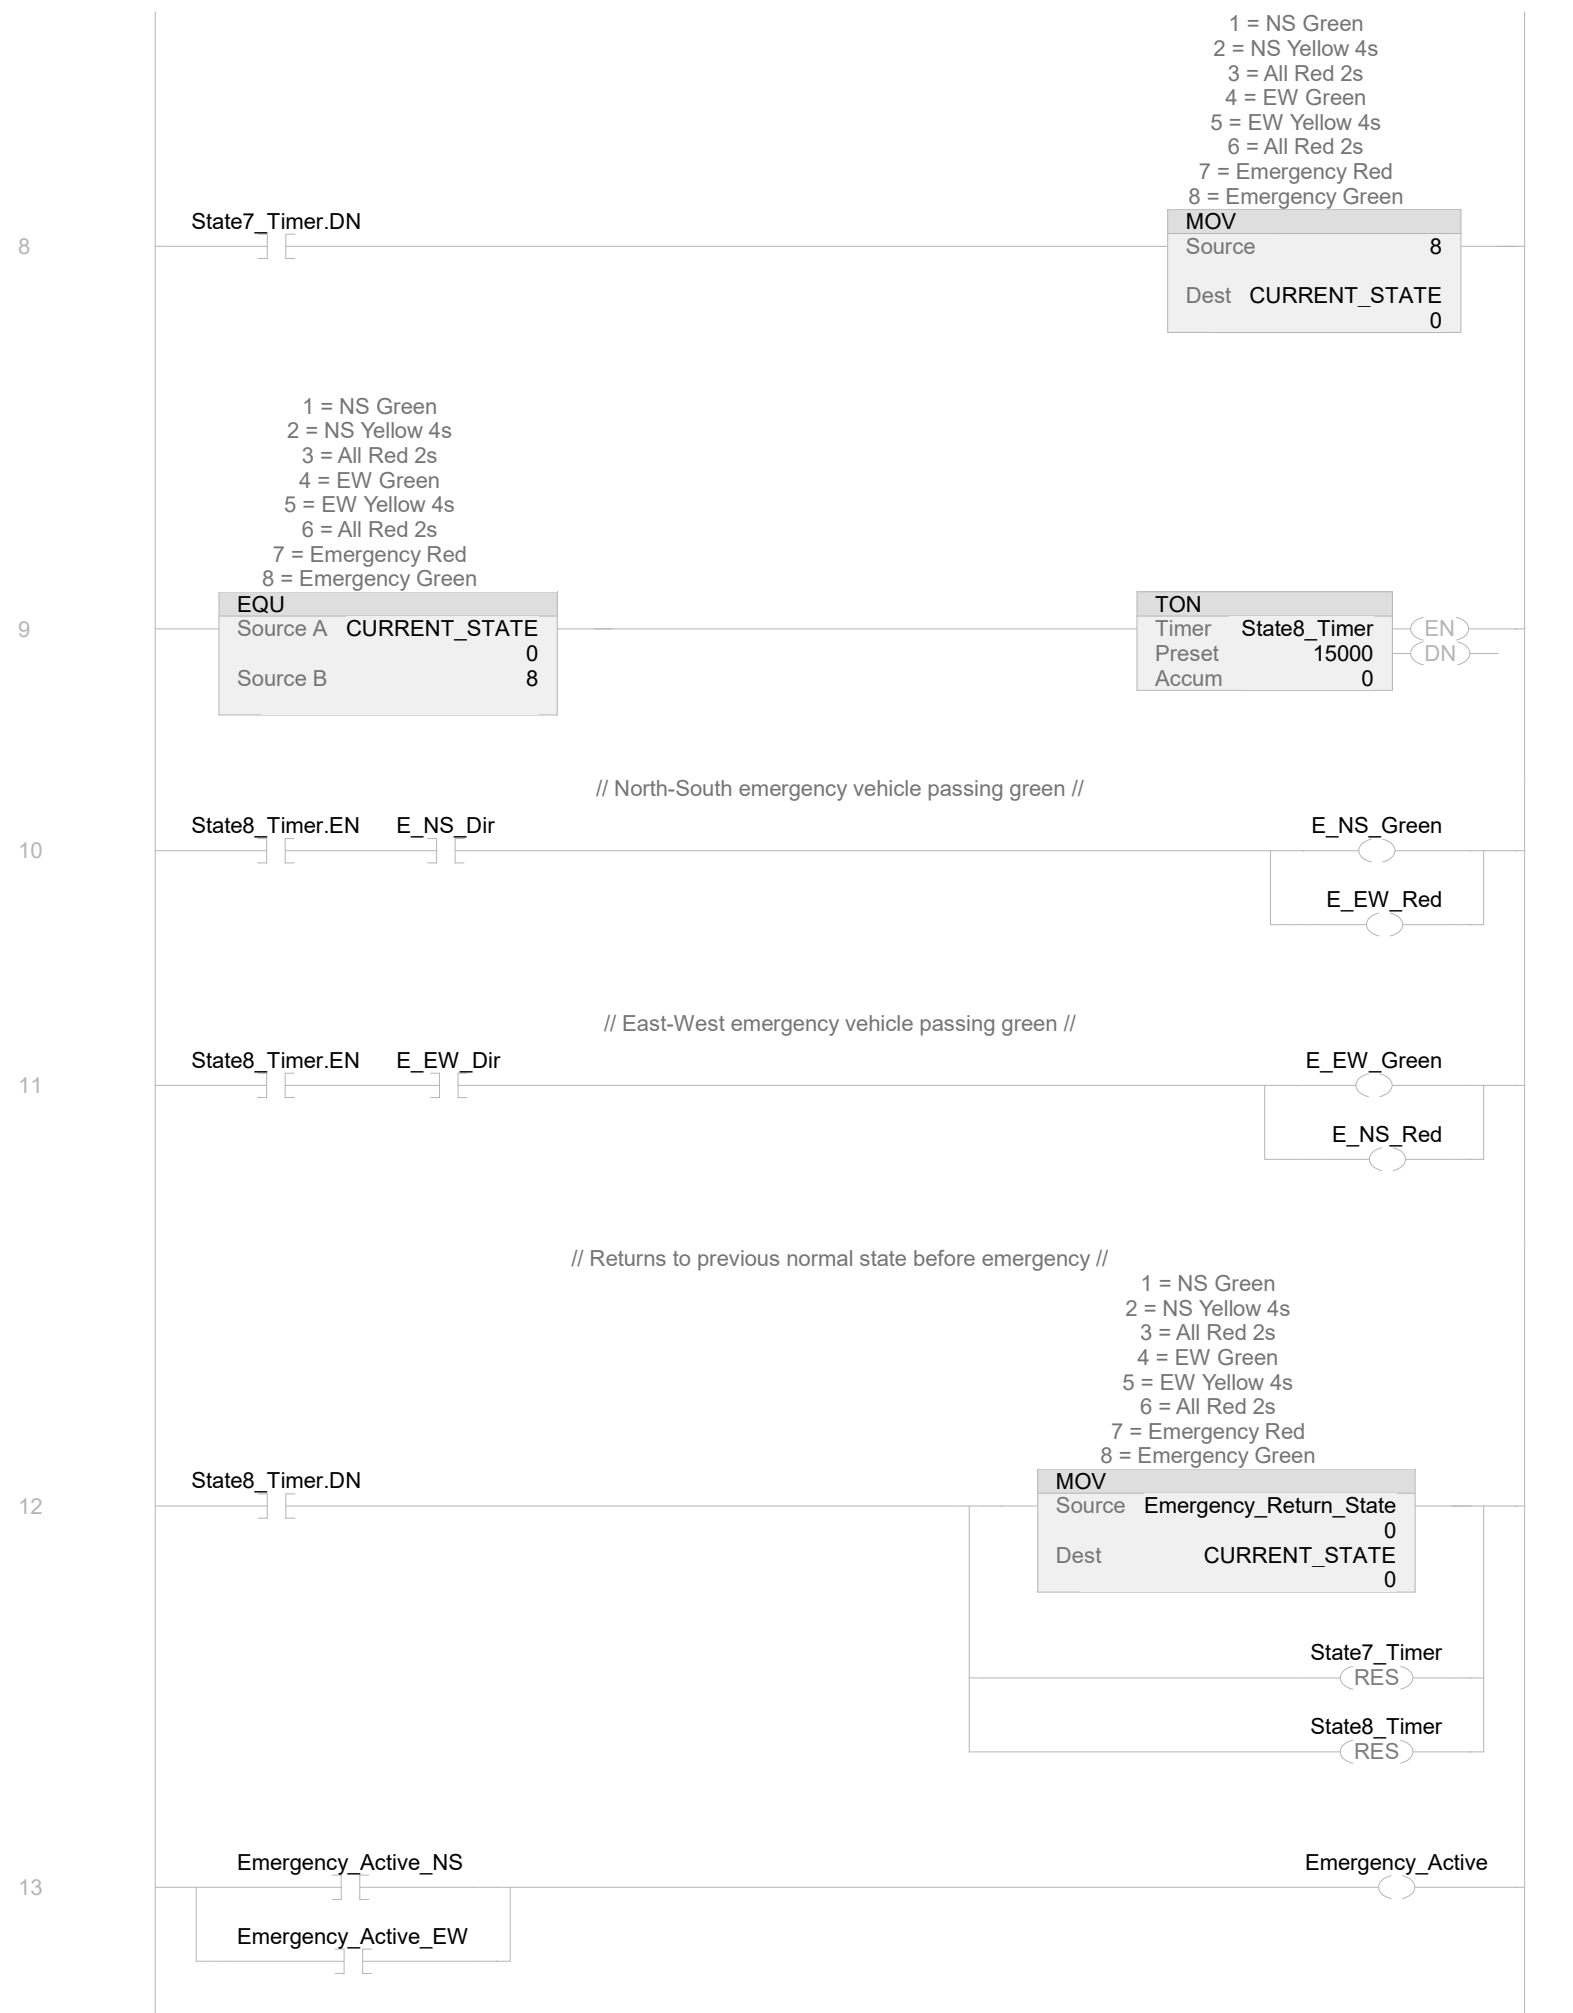 1 = NS Green
2 = NS Yellow 4s
3 = All Red 2s
4 = EW Green
5 = EW Yellow 4s
6 = All Red 2s
7 = Emergency Red
8 = Emergency Green
State7_Timer.DN
MOV
8
Source 8
Dest CURRENT_STATE
0
1 = NS Green
2 = NS Yellow 4s
3 = All Red 2s
4 = EW Green
5 = EW Yellow 4s
6 = All Red 2s
7 = Emergency Red
8 = Emergency Green
EQU TON
9 Source A CURRENT_STATE Timer State8_Timer EN
0 Preset 15000 DN
Source B 8 Accum 0
// North-South emergency vehicle passing green //
State8_Timer.EN E_NS_Dir E_NS_Green
10
E_EW_Red
// East-West emergency vehicle passing green //
State8_Timer.EN E_EW_Dir E_EW_Green
11
E_NS_Red
// Returns to previous normal state before emergency //
1 = NS Green
2 = NS Yellow 4s
3 = All Red 2s
4 = EW Green
5 = EW Yellow 4s
6 = All Red 2s
7 = Emergency Red
8 = Emergency Green
State8_Timer.DN MOV
12 Source Emergency_Return_State
0
Dest CURRENT_STATE
0
State7_Timer
RES
State8_Timer
RES
Emergency_Active_NS Emergency_Active
13
Emergency_Active_EW